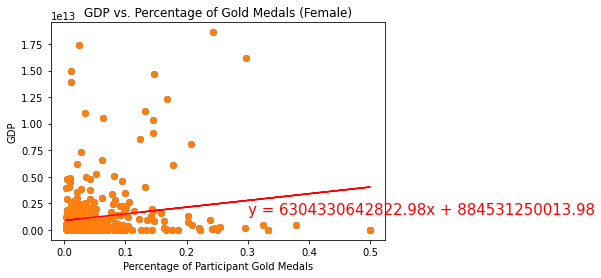 GDP vs. Percentage of Gold Medals (Female)
1e13
1.75
1.50
1.25
1.00
0.75
0.50
0.25
0.00
GDP
y = 6304330642822.98x + 884531250013.98
0.0 0.1 0.2 0.3 0.4 0.5
Percentage of Participant Gold Medals